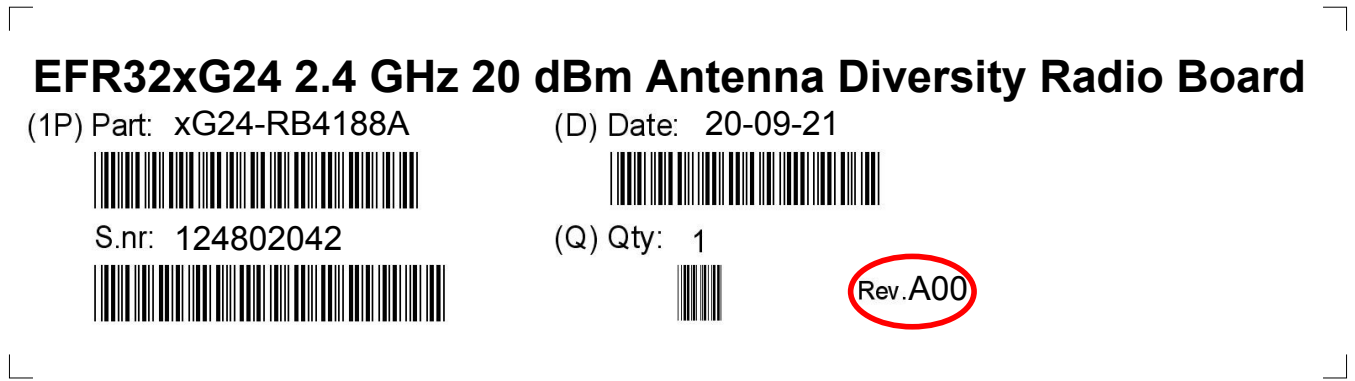 EFR32xG24 2.4 GHz 20 dBm Antenna Diversity Radio Board
(1P) Part: xG24-RB4188A (D) Date: 20-09-21
S.nr: 124802042 (Q) Qty: 1
Rev.A00